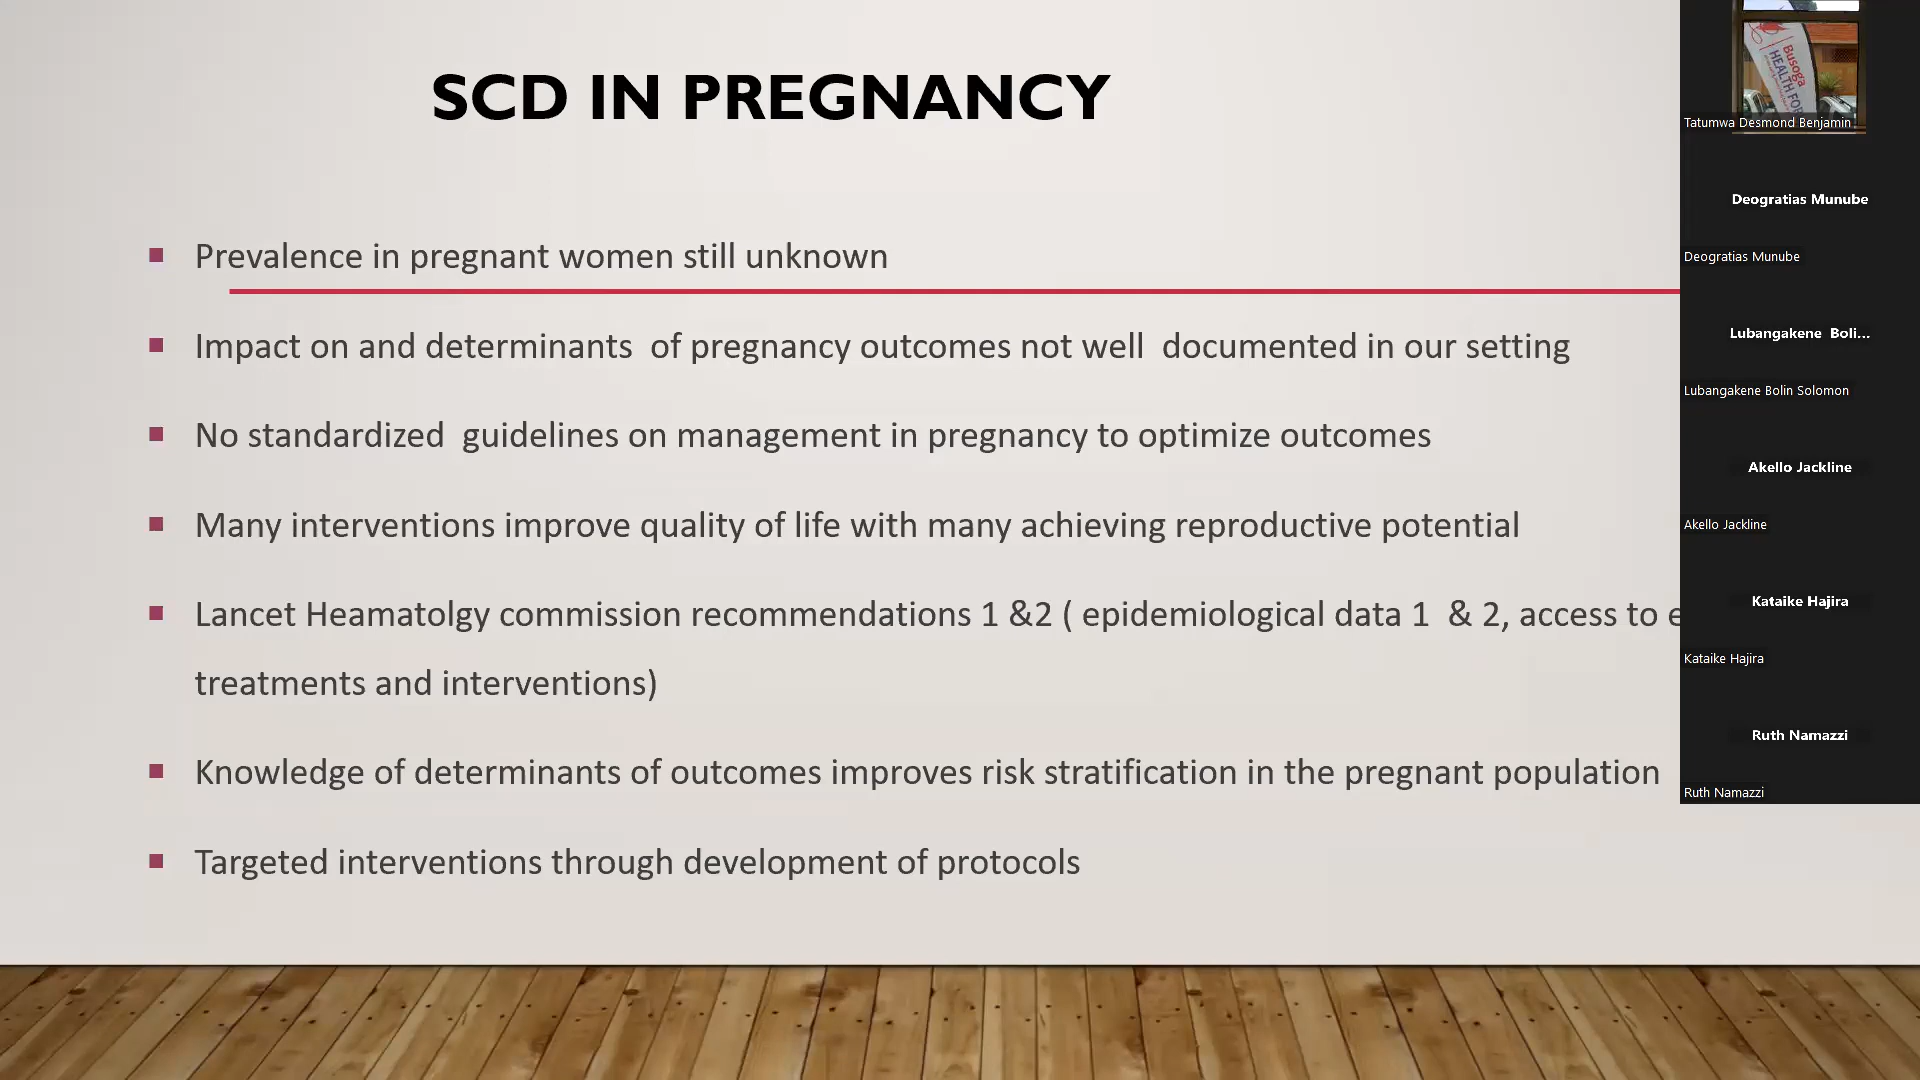 SCD IN PREGNANCY
Prevalence in pregnant women still unknown
Impact on and determinants of pregnancy outcomes not well documented in our setting
No standardized guidelines on management in pregnancy to optimize outcomes
Many interventions improve quality of life with many achieving reproductive potential
Lancet Heamatolgy commission recommendations 1 &2 ( epidemiological data 1 & 2, access to
treatments and interventions)
Knowledge of determinants of outcomes improves risk stratification in the pregnant population
Targeted interventions through development of protocols
Busoga
HEALTH
Tatumwa Desmond Benjamin
Deogratias Munube
Deogratias Munube
Lubangakene Boli...
Lubangakene Bolin Solomon
Akello Jackline
Akello Jackline
Kataike Hajira
Kataike Hajira
Ruth Namazzi
Ruth Namazzi